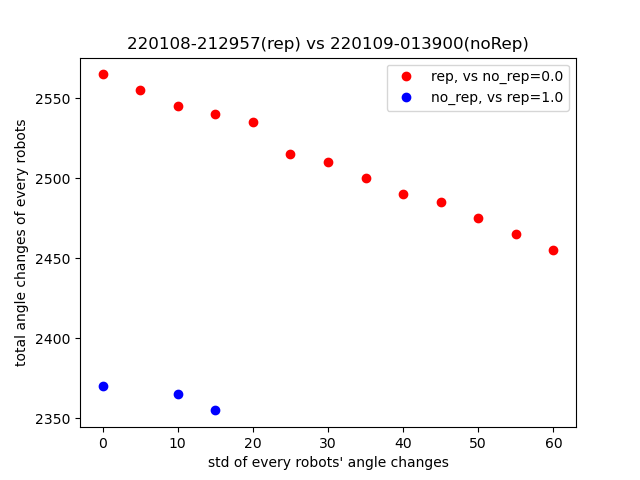 220108-212957(rep) vs 220109-013900(noRep)
rep, vs no_rep=0.0
no_rep, vs rep=1.0
total angle changes of every robots
2550
2500
2450
2400
2350
0 10 20 30 40 50 60
std of every robots' angle changes